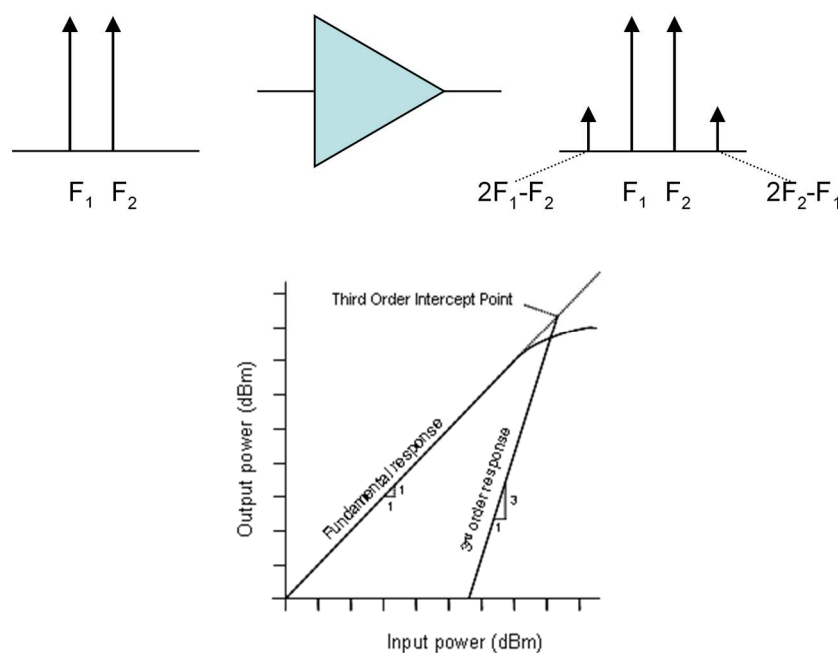 F₁ F₂
2F₁-F₂ F₁ F₂ 2F₂-F₁
Third Order Intercept Point
Output power (dBm)
Fundamental response
1
1
3rd order response
3
1
Input power (dBm)